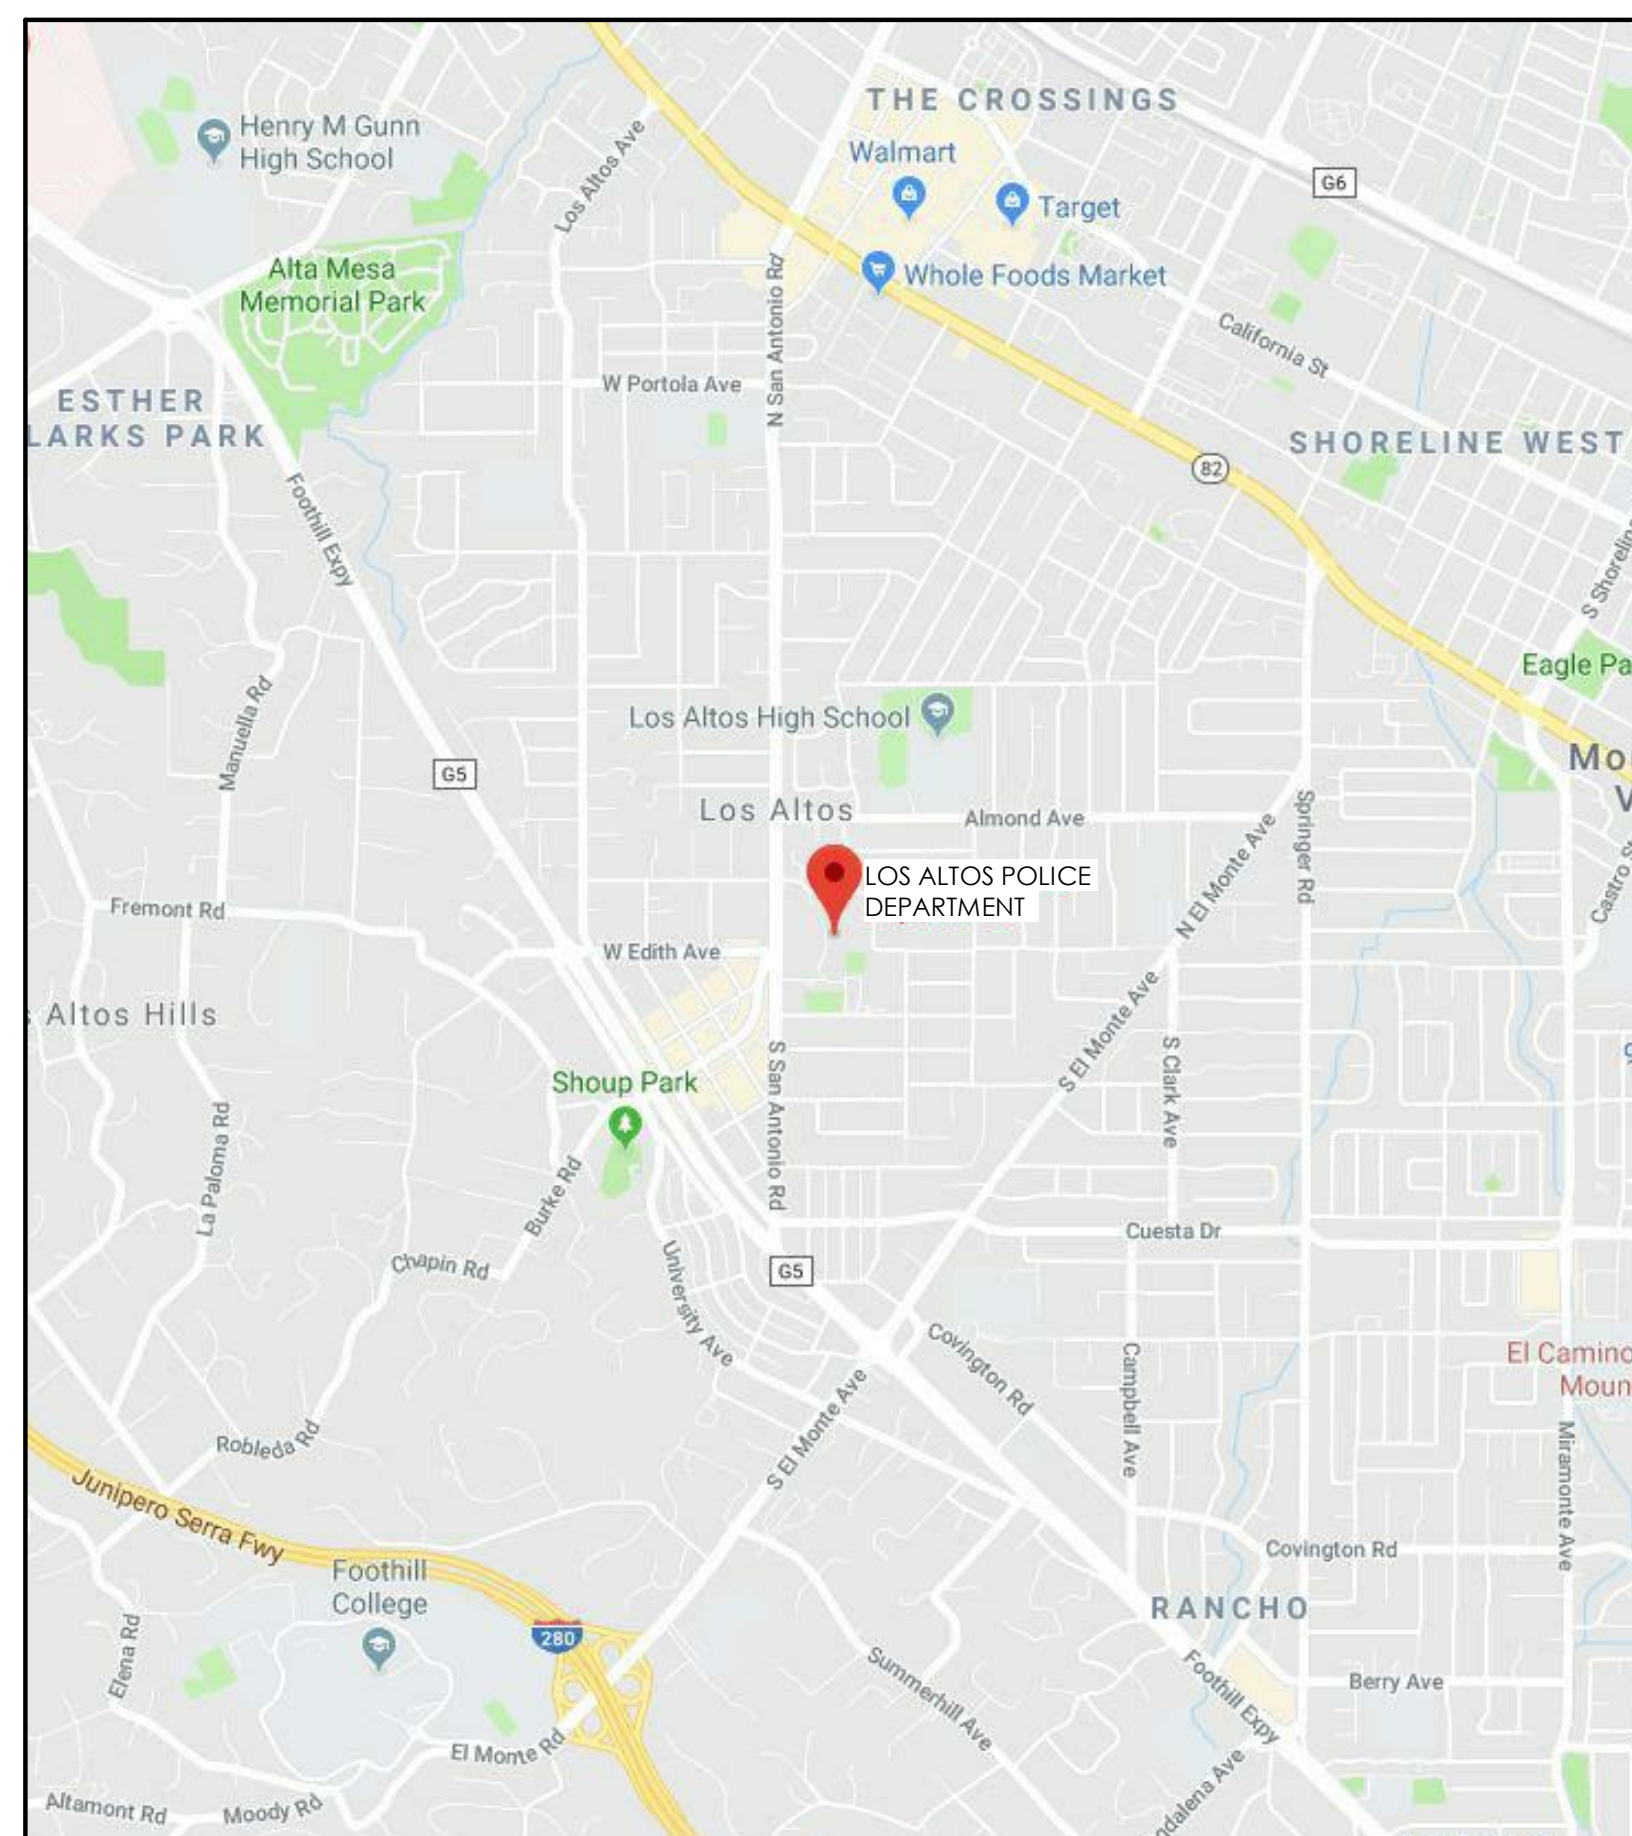 THE CROSSINGS
Henry M Gunn
High School
Los Altos Ave
Walmart
Target
G6
Whole Foods Market
Alta Mesa
Memorial Park
N San Antonio Rd
California St
W Portola Ave
ESTHER
LARKS PARK
SHORELINE WEST
82
Foothill Expy
S Shoreline
Eagle Pa
Manuella Rd
Los Altos High School
G5
Mo
V
Los Altos
Almond Ave
Springer Rd
N El Monte Ave
Castro St
LOS ALTOS POLICE
DEPARTMENT
Fremont Rd
W Edith Ave
Altos Hills
S El Monte Ave
S Clark Ave
S San Antonio Rd
Shoup Park
La Paloma Rd
Burke Rd
Cuesta Dr
Chapin Rd
University Ave
G5
Covington Rd
Campbell Ave
El Camino
Moun
S El Monte Ave
Robleda Rd
Miramonte Ave
Junipero Serra Fwy
Covington Rd
Foothill
College
RANCHO
280
Elena Rd
Summerhill Ave
Foothill Expy
Berry Ave
El Monte Rd
Altamont Rd
Moody Rd
dalena Ave